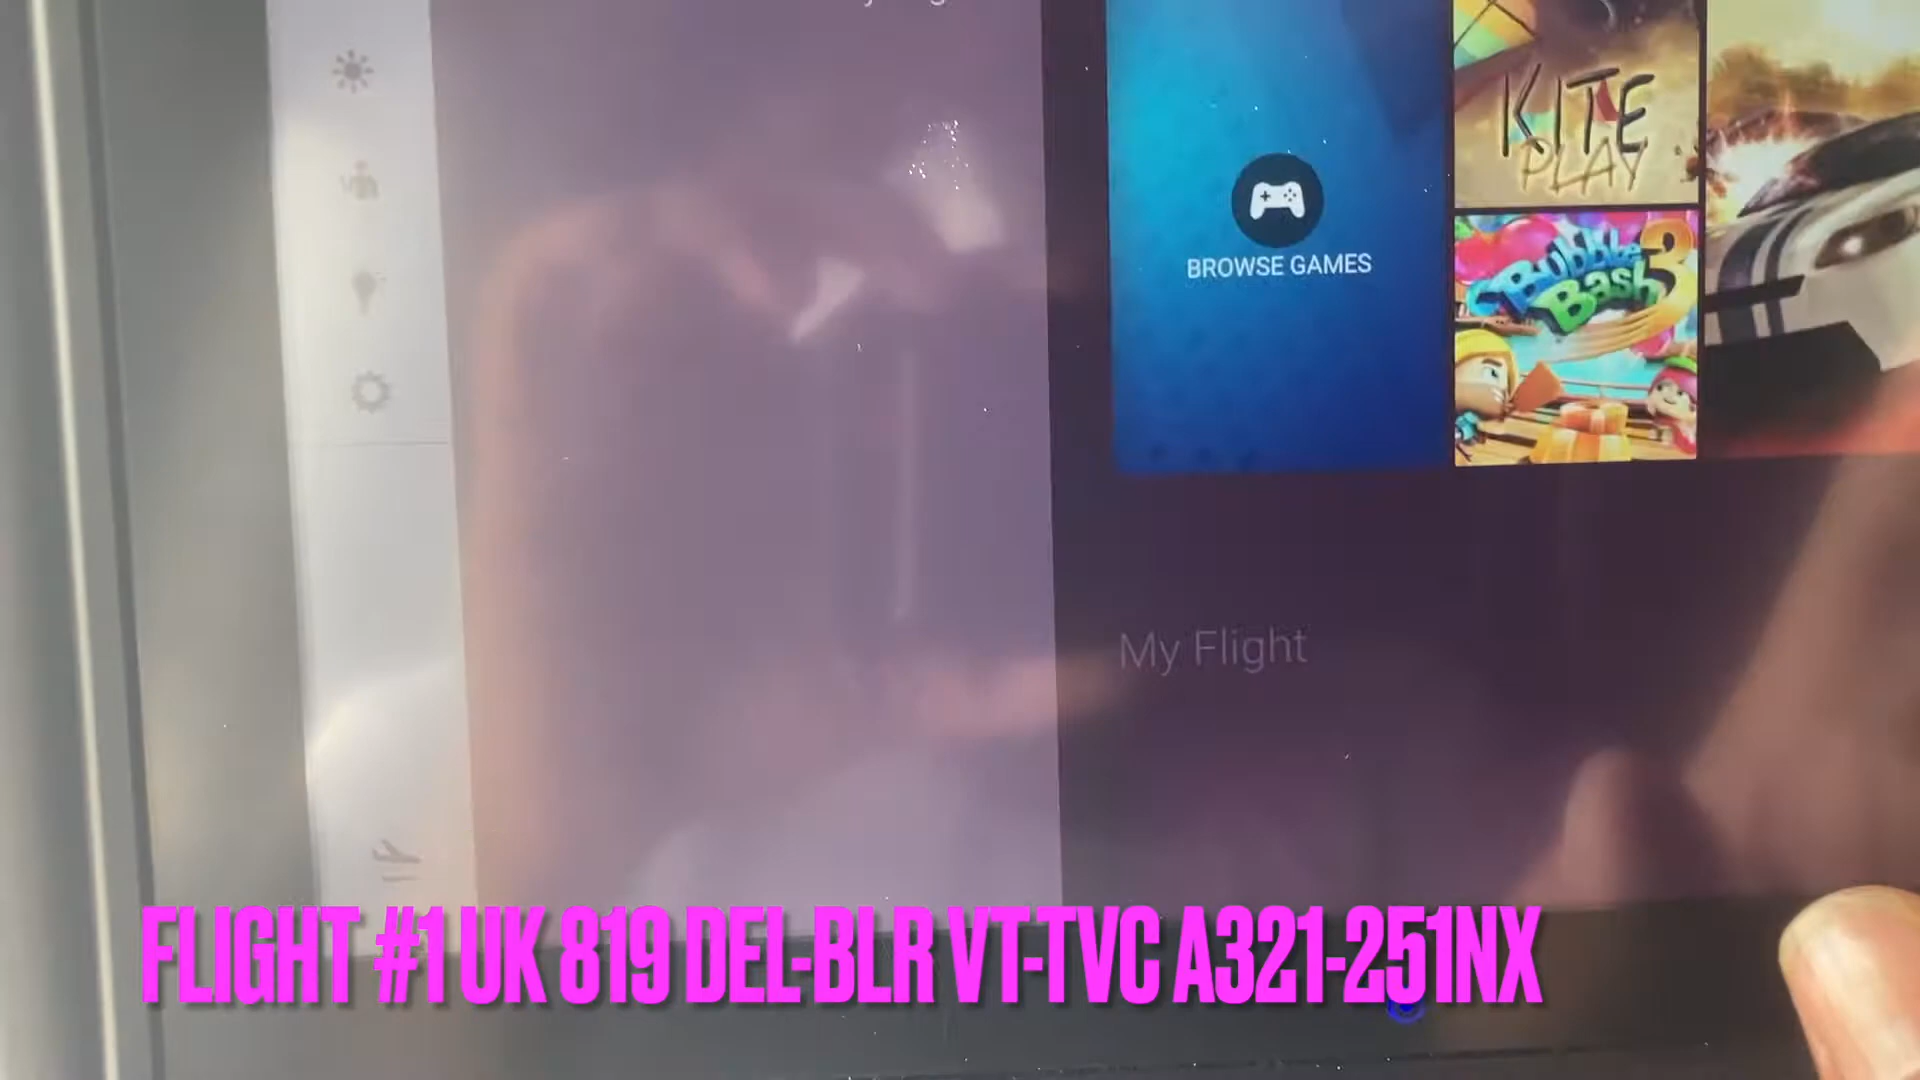 KITE
PLAY
BROWSE GAMES
Bubble
Bash 3
My Flight
FLIGHT #1 UK 819 DEL-BLR VT-TVC A321-251NX